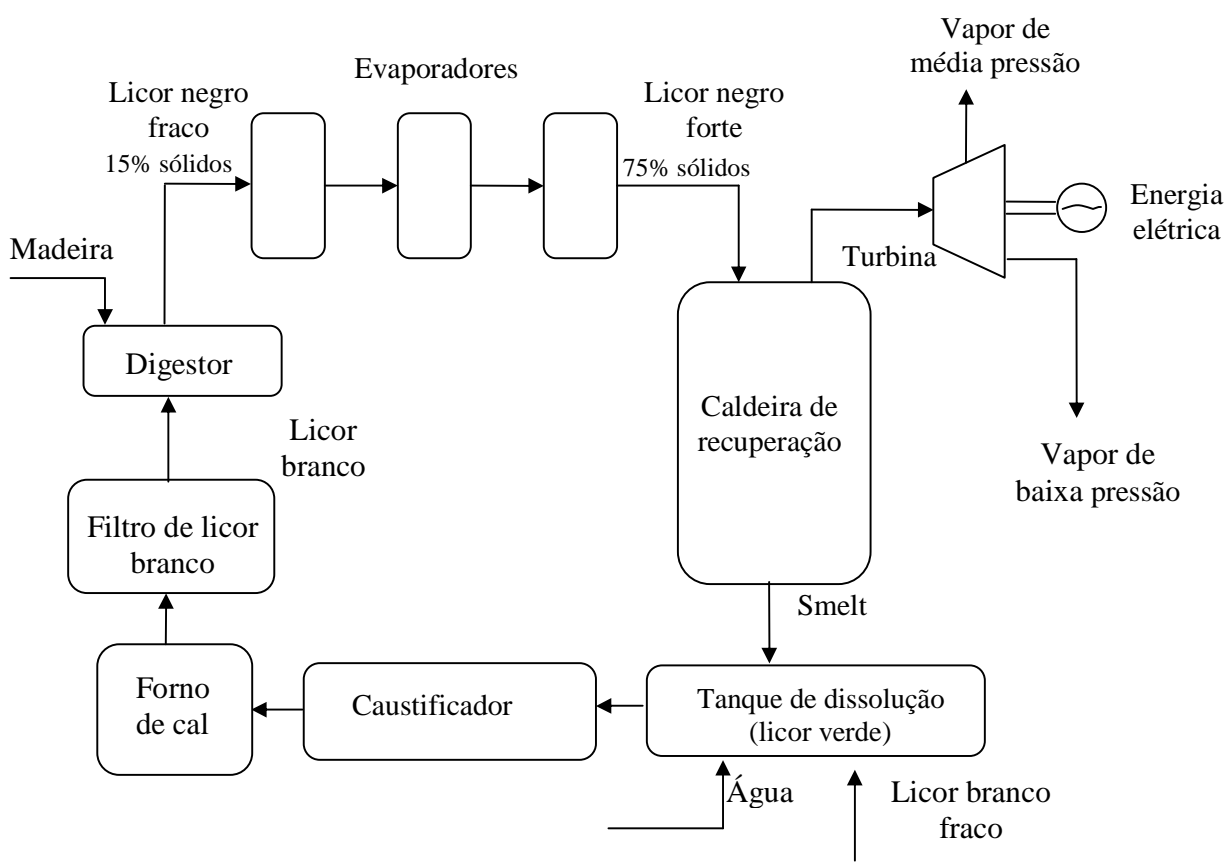 Vapor de
média pressão
Evaporadores
Licor negro
fraco
15% sólidos
Licor negro
forte
75% sólidos
Energia
elétrica
Madeira
Turbina
Digestor
Caldeira de
recuperação
Licor
branco
Vapor de
baixa pressão
Filtro de licor
branco
Smelt
Forno
de cal
Caustificador
Tanque de dissolução
(licor verde)
Água
Licor branco
fraco